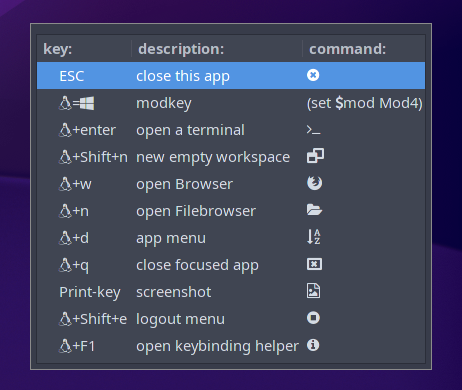 key: description: command:
ESC close this app
= modkey (set $mod Mod4)
+enter open a terminal >_
+Shift+n new empty workspace
+w open Browser
+n open Filebrowser
+d app menu AZ
+q close focused app
Print-key screenshot
+Shift+e logout menu
+F1 open keybinding helper